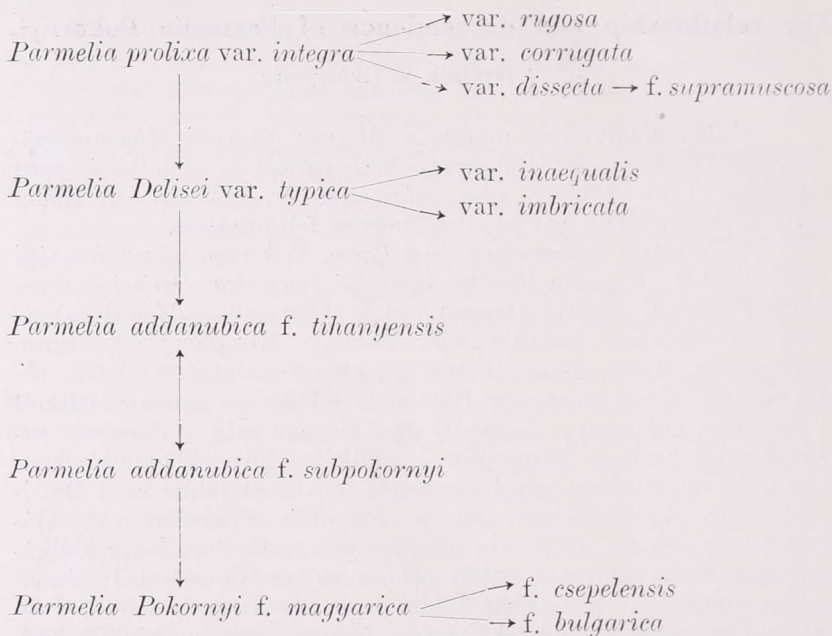 var. rugosa
Parmelia prolixa var. integra → var. corrugata
var. dissecta → f. supramuscosa
Parmelia Delisei var. typica
var. inaequalis
var. imbricata
Parmelia addanubica f. tihanyensis
Parmelia addanubica f. subpokornyi
Parmelia Pokornyi f. magyarica
f. csepelensis
f. bulgarica